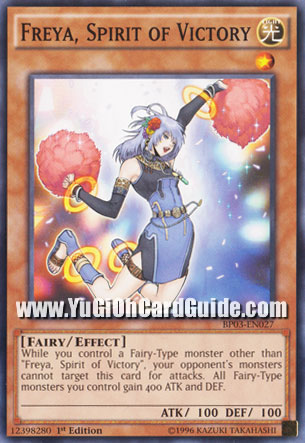 FREYA, SPIRIT OF VICTORY
光
LIGHT
www.YuGiOhCardGuide.com
BP03-EN027
[FAIRY/EFFECT]
While you control a Fairy-Type monster other than
"Freya, Spirit of Victory", your opponent's monsters
cannot target this card for attacks. All Fairy-Type
monsters you control gain 400 ATK and DEF.
ATK/ 100 DEF/ 100
12398280 1st Edition
©1996 KAZUKI TAKAHASHI